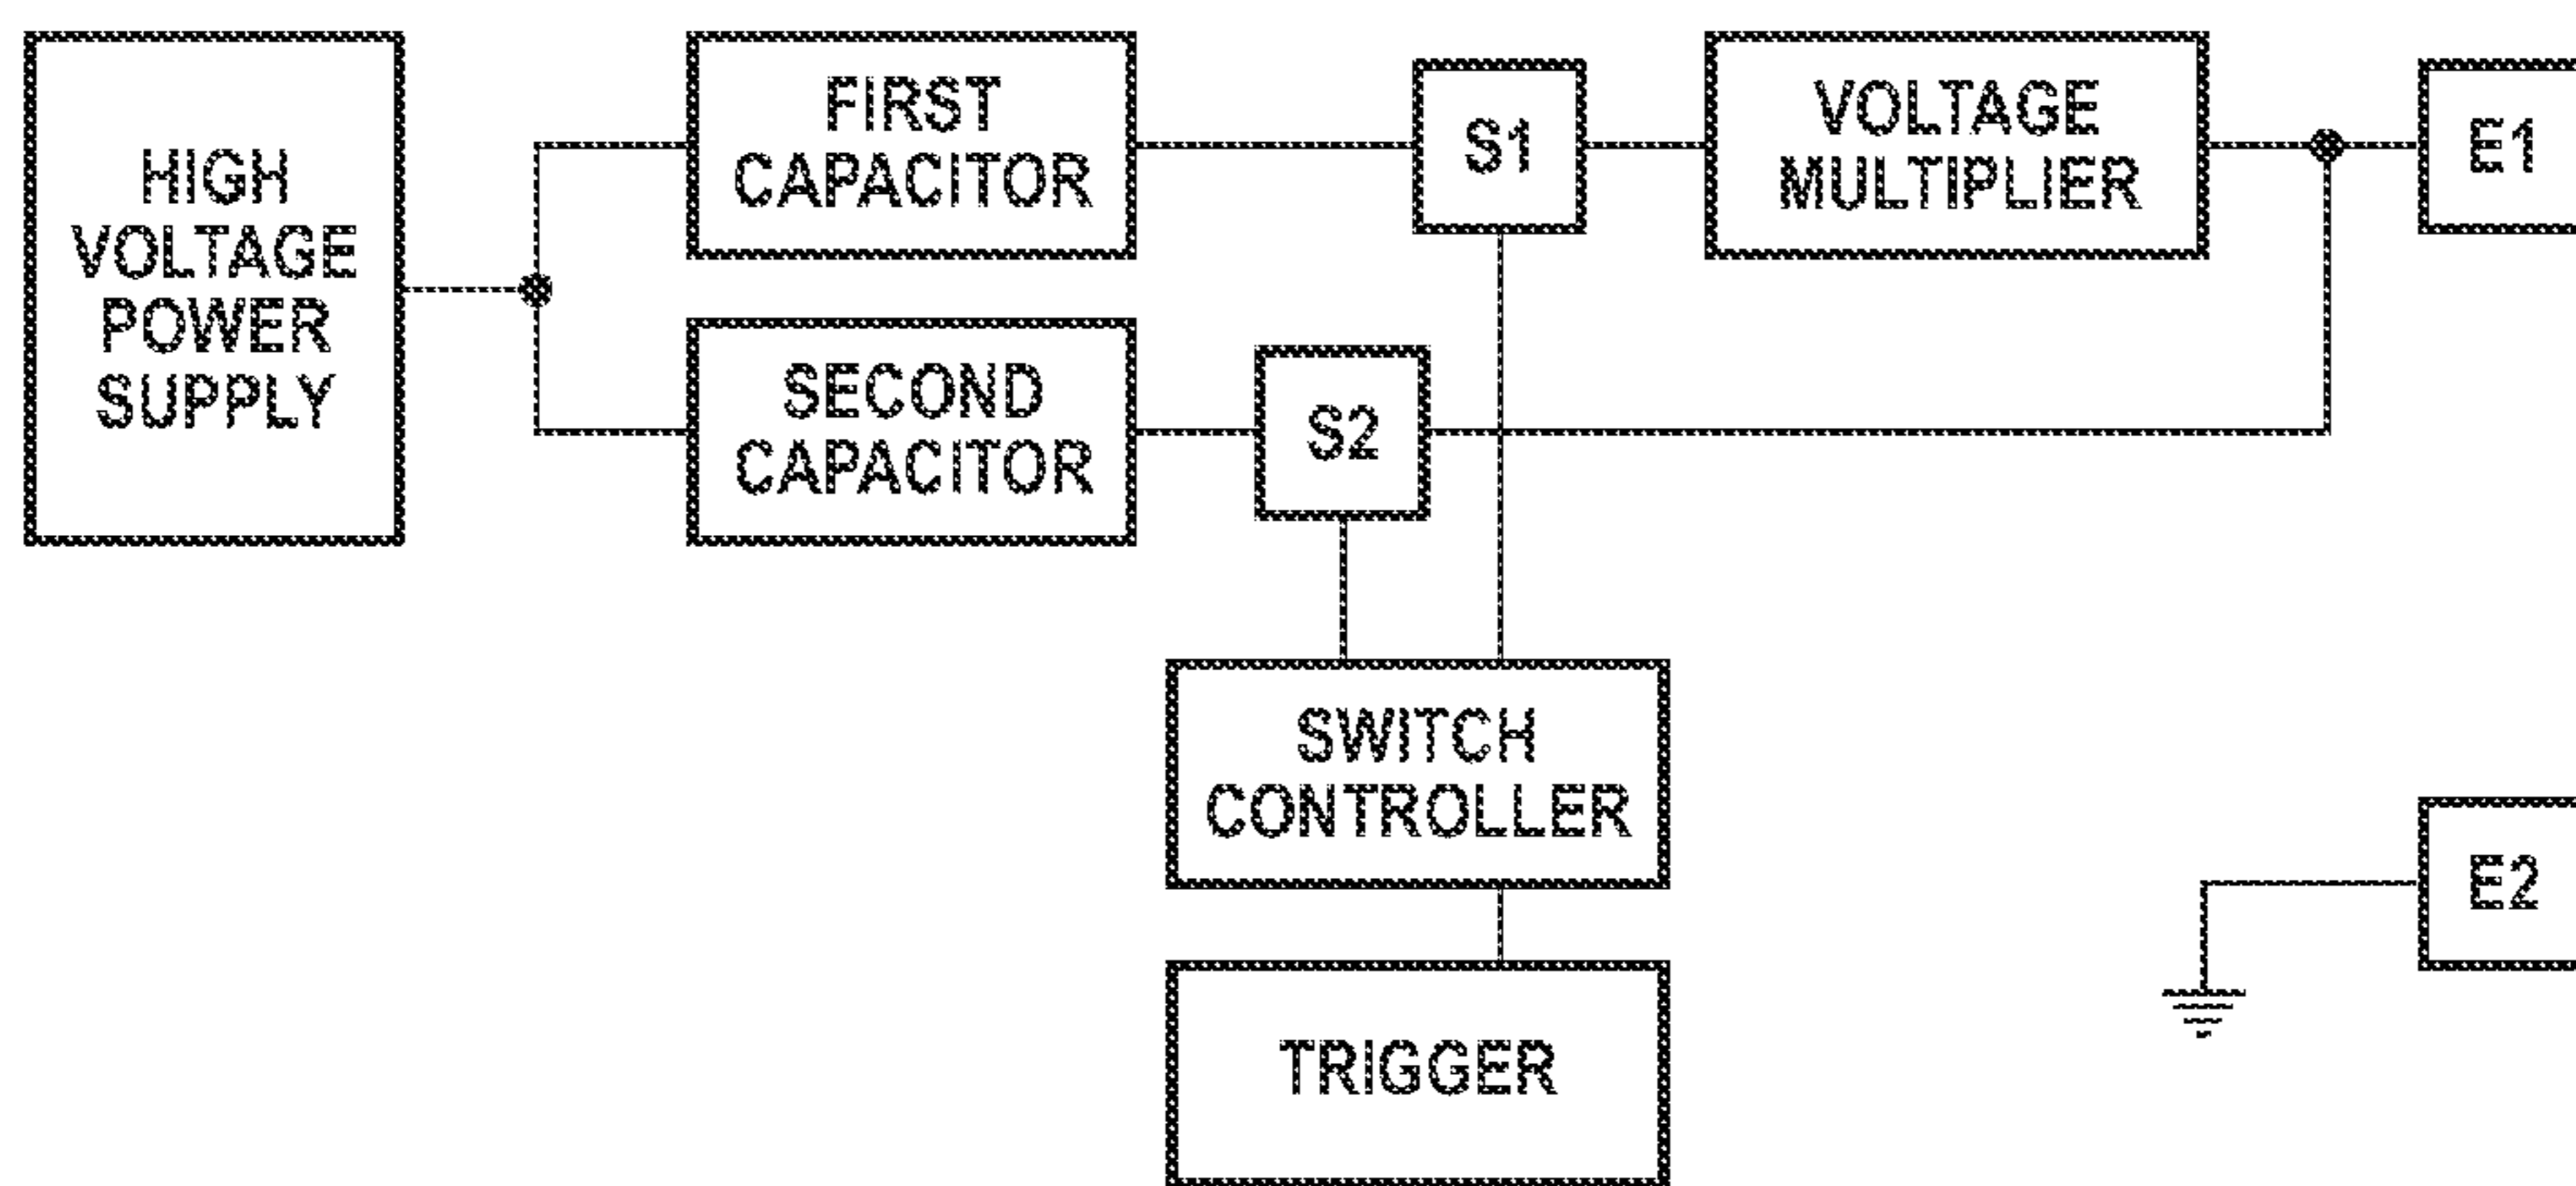 HIGH
VOLTAGE
POWER
SUPPLY
FIRST
CAPACITOR
S1
VOLTAGE
MULTIPLIER
E1
SECOND
CAPACITOR
S2
SWITCH
CONTROLLER
E2
TRIGGER